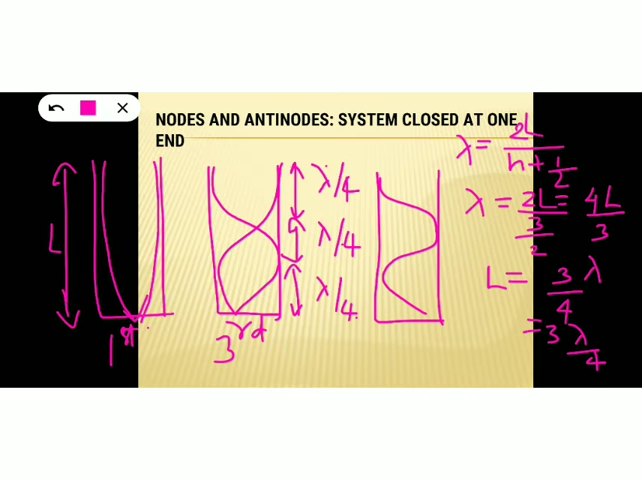 NODES AND ANTINODES: SYSTEM CLOSED AT ONE
END
λ = 2L / n + 1/2
λ = 2L / 3/2 = 4L / 3
L = 3/4 λ
= 3 λ/4
L
1st
3rd
λ/4
λ/4
λ/4